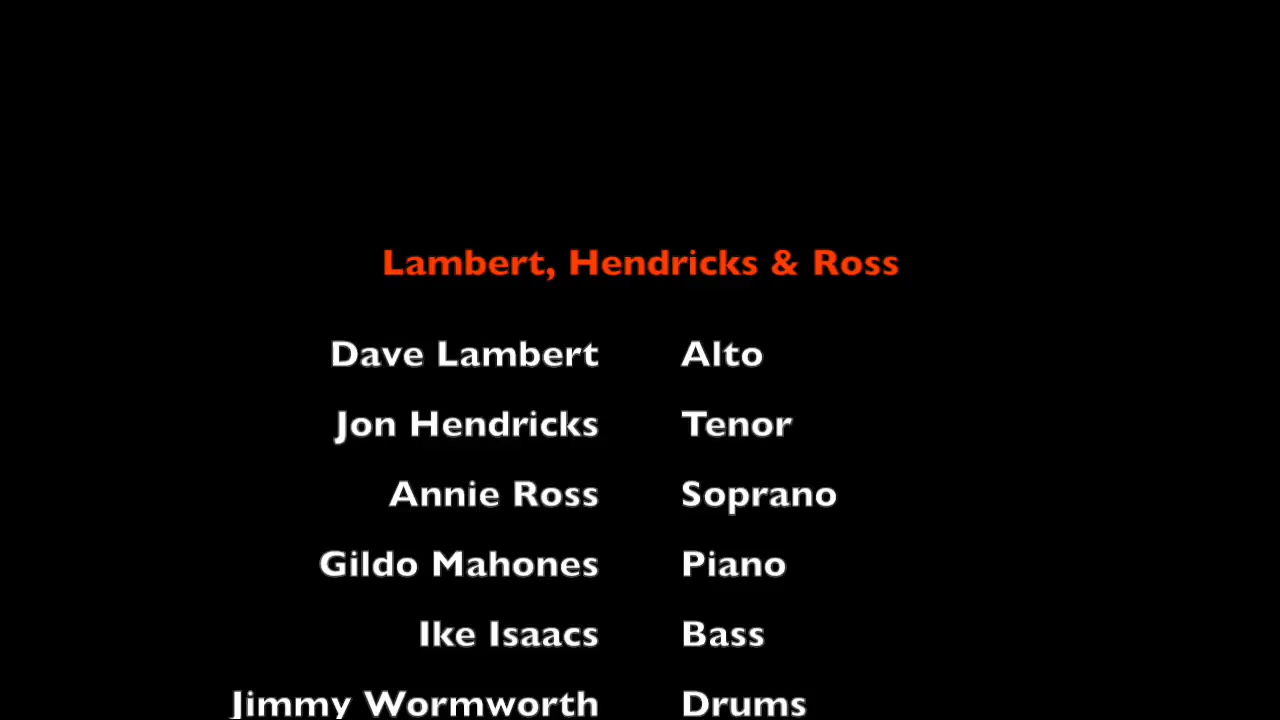 Lambert, Hendricks & Ross
Dave Lambert Alto
Jon Hendricks Tenor
Annie Ross Soprano
Gildo Mahones Piano
Ike Isaacs Bass
Jimmy Wormworth Drums